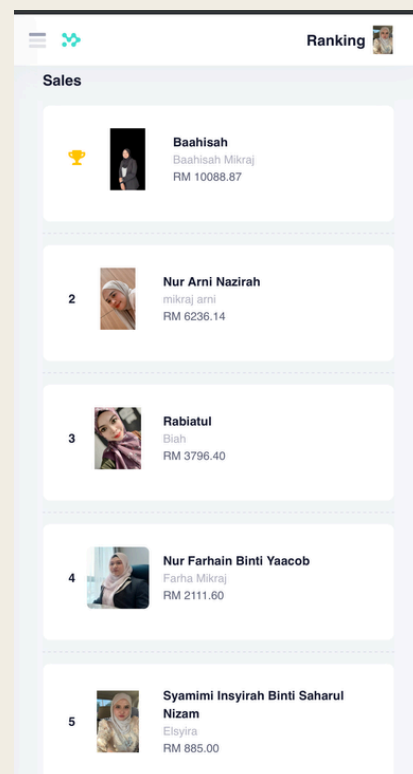 Ranking
Sales
Baahisah
Baahisah Mikraj
RM 10088.87
2
Nur Arni Nazirah
mikraj arni
RM 6236.14
3
Rabiatul
Biah
RM 3796.40
4
Nur Farhain Binti Yaacob
Farha Mikraj
RM 2111.60
5
Syamimi Insyirah Binti Saharul
Nizam
Elsyira
RM 885.00